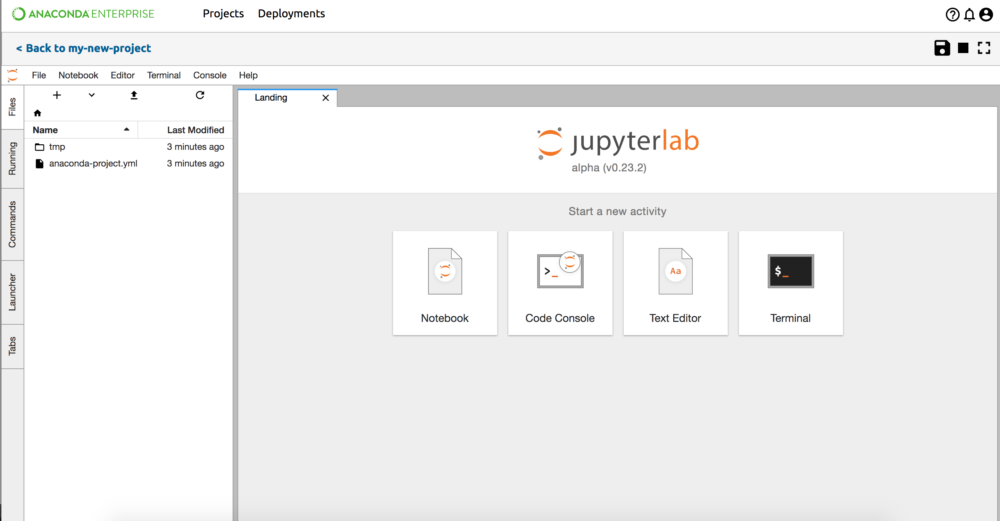 ANACONDA ENTERPRISE
Projects
Deployments
< Back to my-new-project
File
Notebook
Editor
Terminal
Console
Help
Files
Running
Commands
Launcher
Tabs
Name
Last Modified
tmp
3 minutes ago
anaconda-project.yml
3 minutes ago
Landing
jupyterlab
alpha (v0.23.2)
Start a new activity
>_
Aa
$_
Notebook
Code Console
Text Editor
Terminal